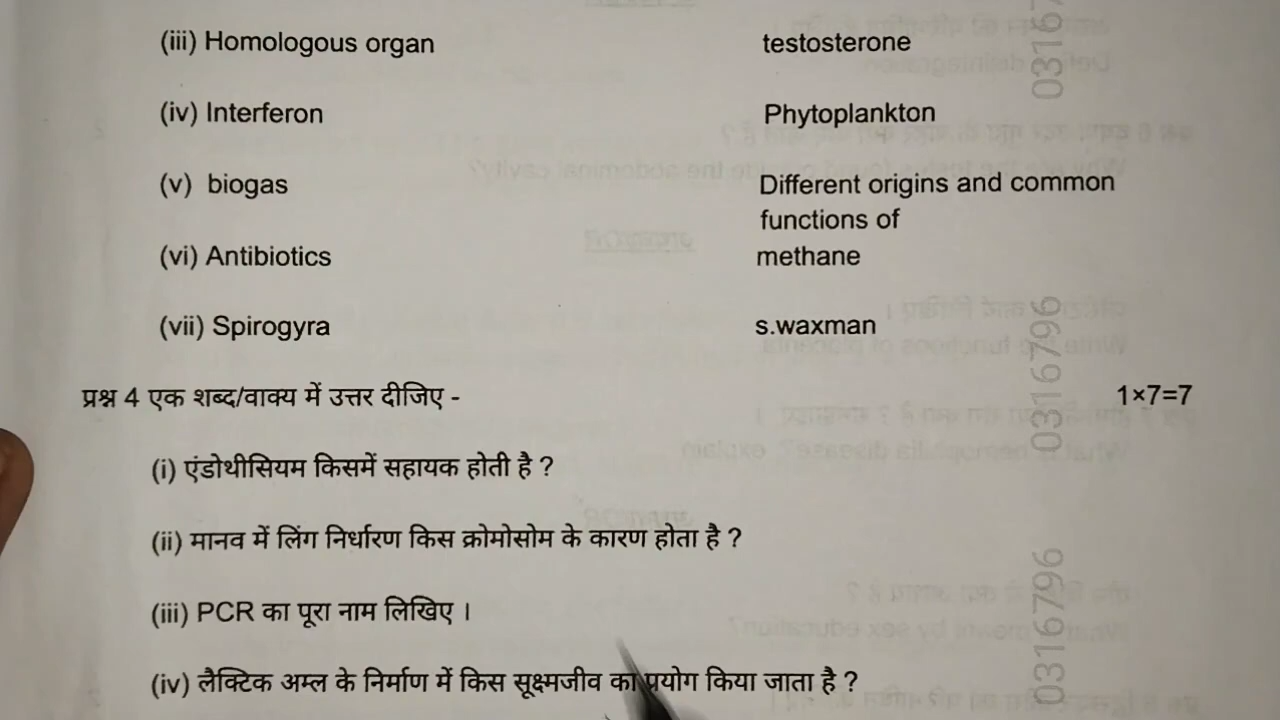 (iii) Homologous organ testosterone
(iv) Interferon Phytoplankton
(v) biogas Different origins and common
functions of
(vi) Antibiotics methane
(vii) Spirogyra s.waxman
प्रश्न 4 एक शब्द/वाक्य में उत्तर दीजिए - 1×7=7
(i) एंडोथीसियम किसमें सहायक होती है ?
(ii) मानव में लिंग निर्धारण किस क्रोमोसोम के कारण होता है ?
(iii) PCR का पूरा नाम लिखिए ।
(iv) लैक्टिक अम्ल के निर्माण में किस सूक्ष्मजीव का प्रयोग किया जाता है ?
0316796
0316796